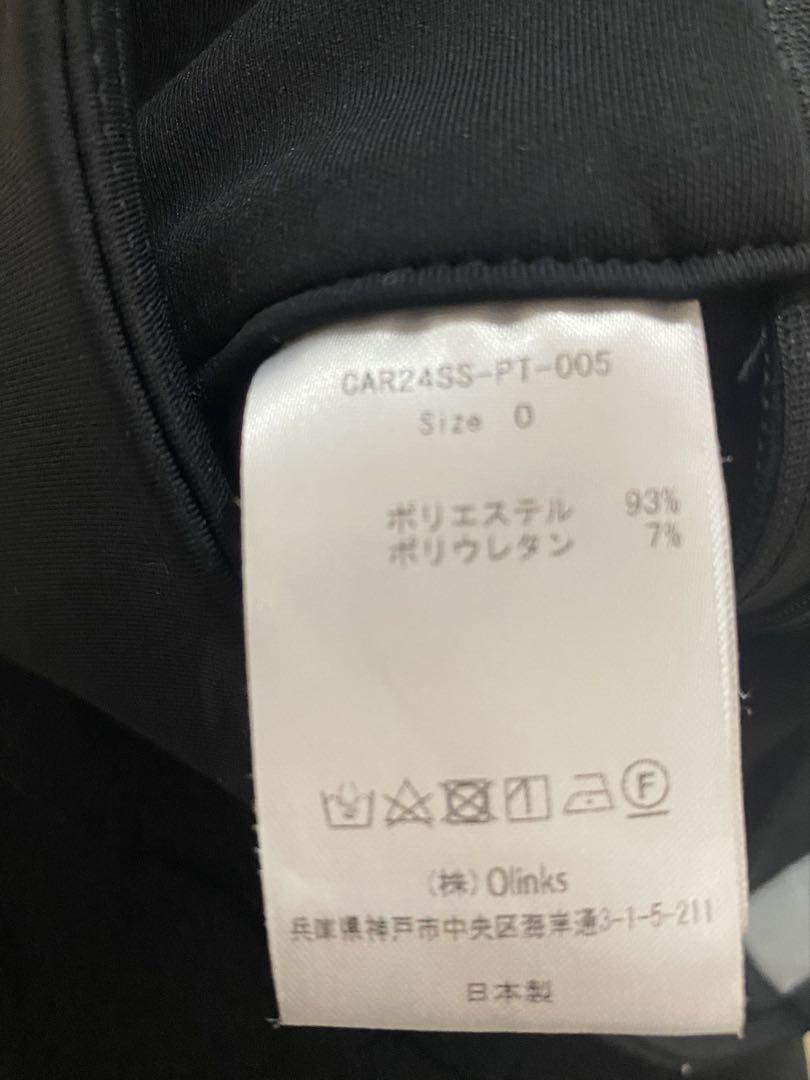 CAR24SS-PT-005
Size 0
ポリエステル 93%
ポリウレタン 7%
F
(株)Olinks
兵庫県神戸市中央区海岸通3-1-5-211
日本製